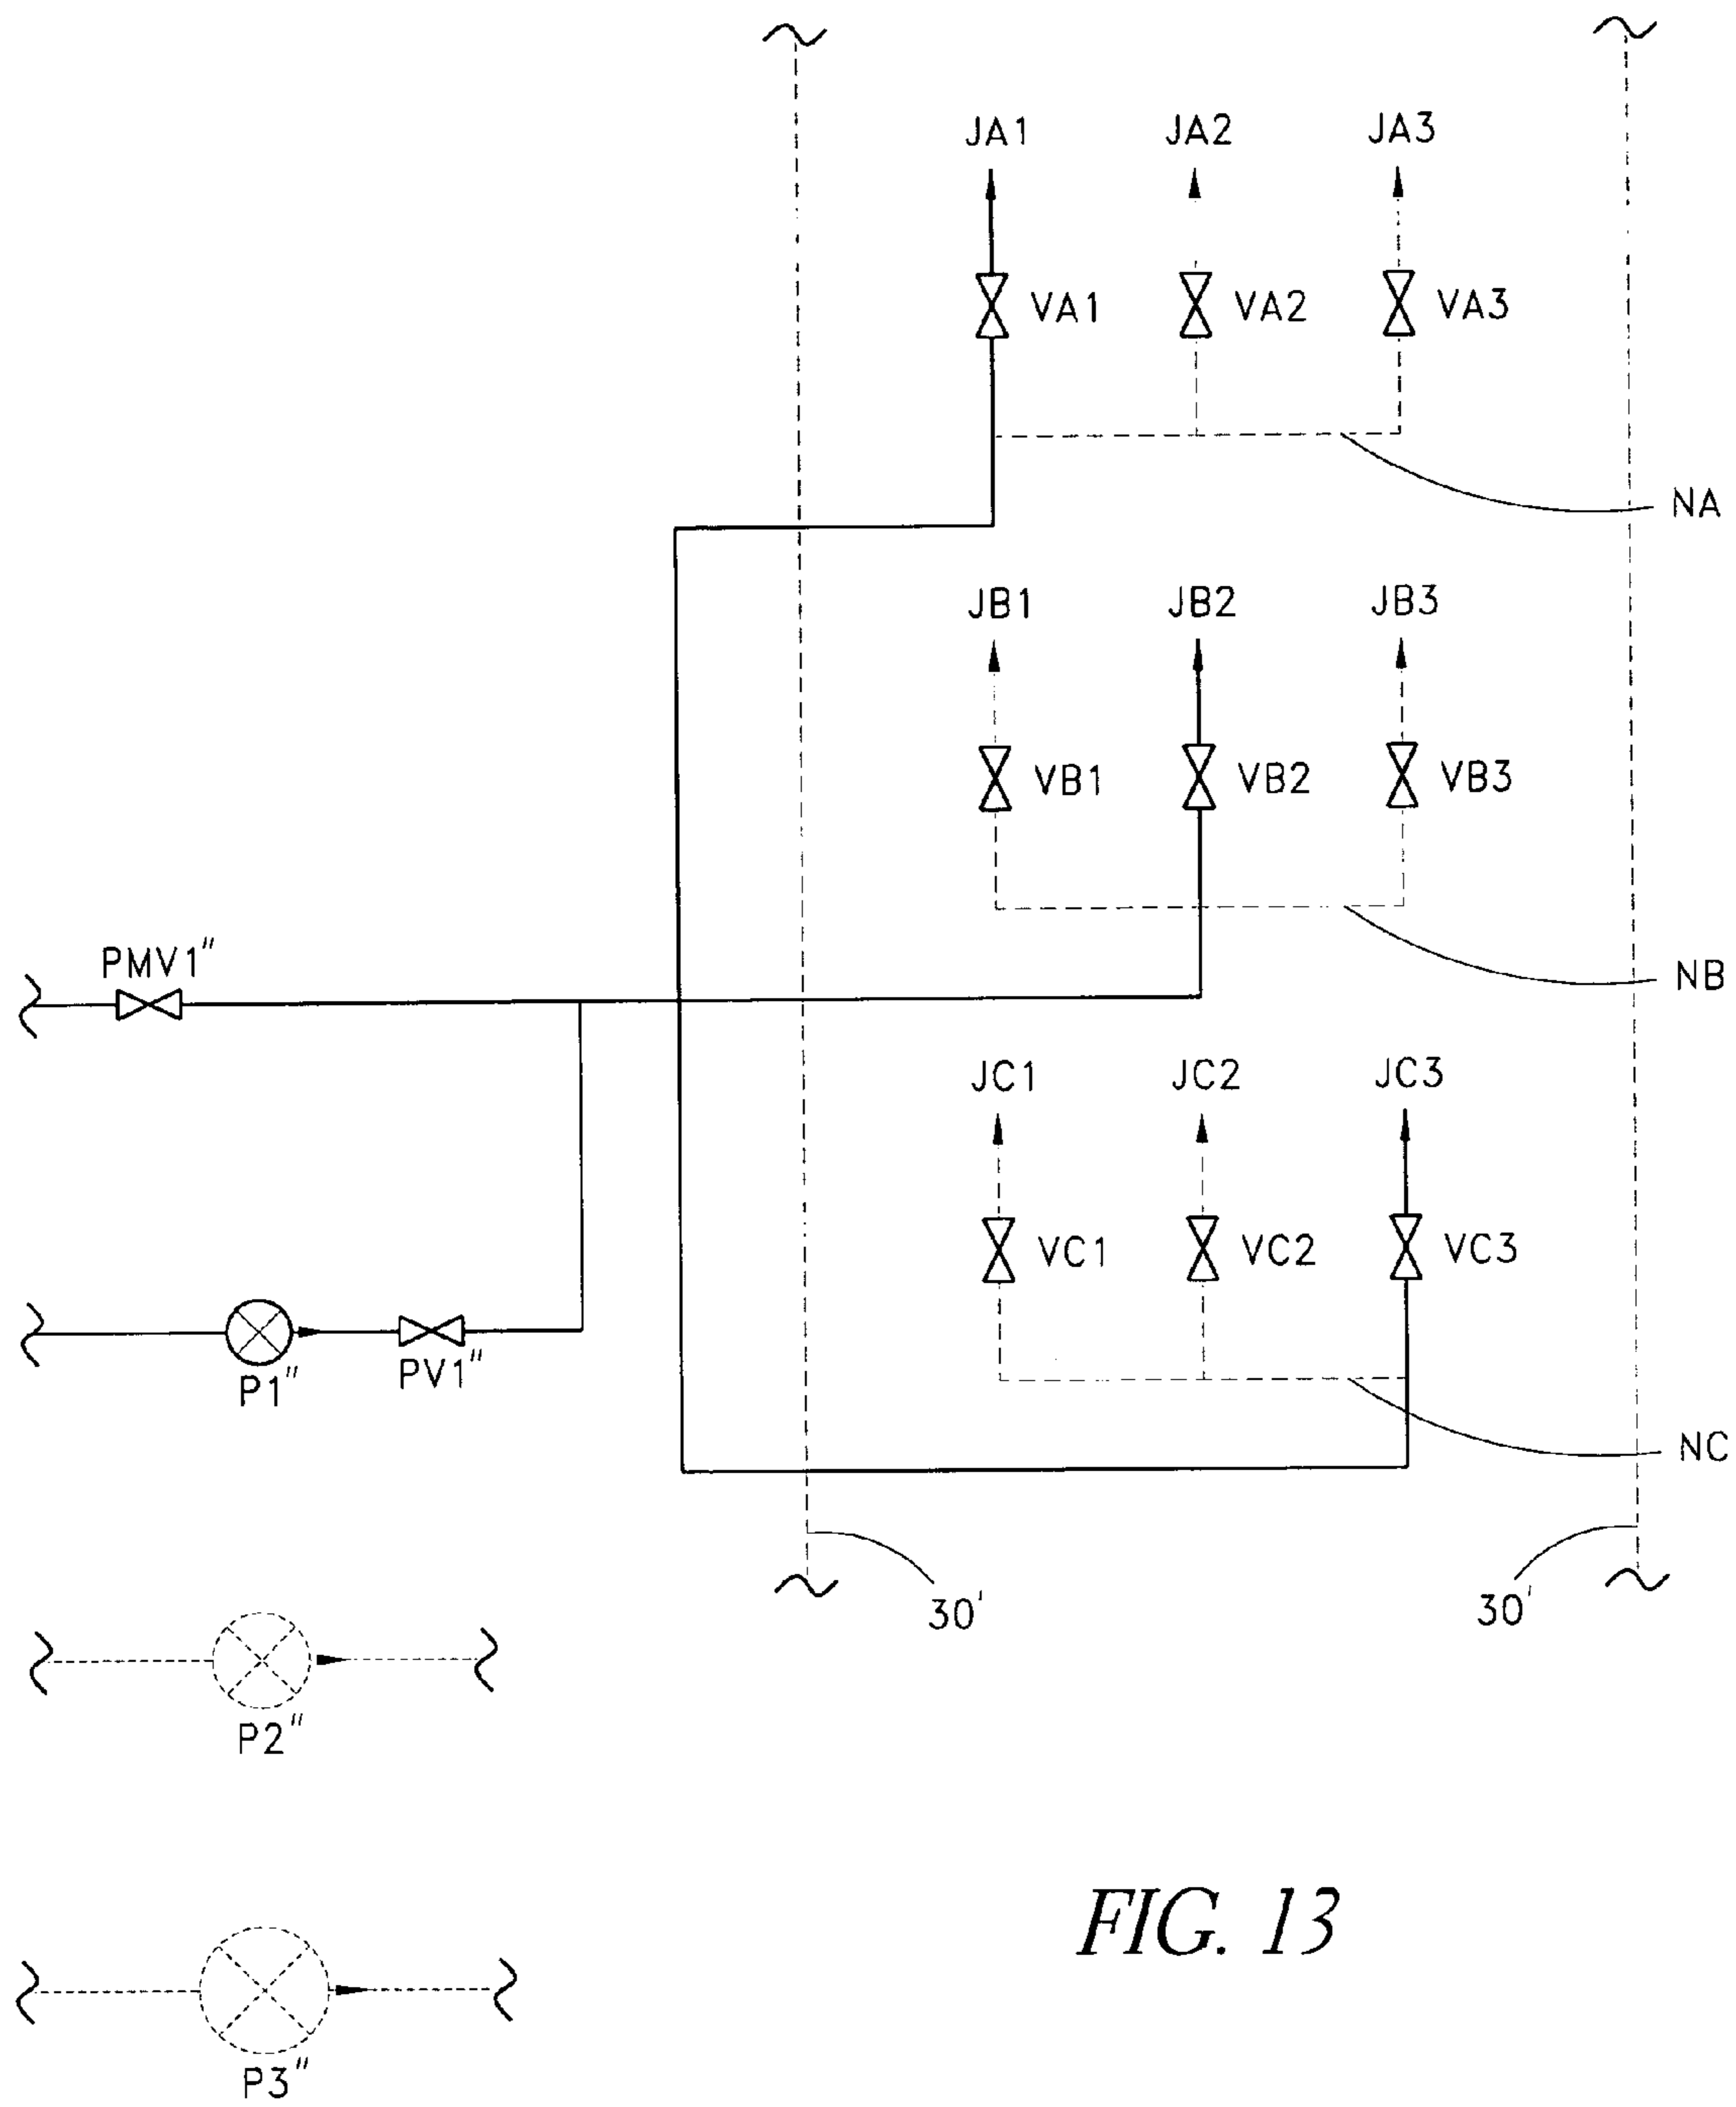 JA1 JA2 JA3
VA1 VA2 VA3
NA
JB1 JB2 JB3
VB1 VB2 VB3
PMV1"
NB
JC1 JC2 JC3
VC1 VC2 VC3
P1" PV1"
NC
30' 30'
P2"
FIG. 13
P3"